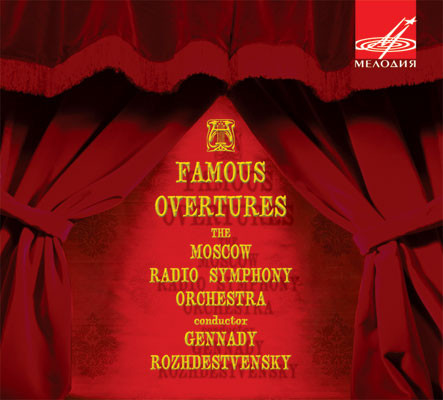 МЕЛОДИЯ
FAMOUS
OVERTURES
THE
MOSCOW
RADIO SYMPHONY
ORCHESTRA
conductor
GENNADY
ROZHDESTVENSKY